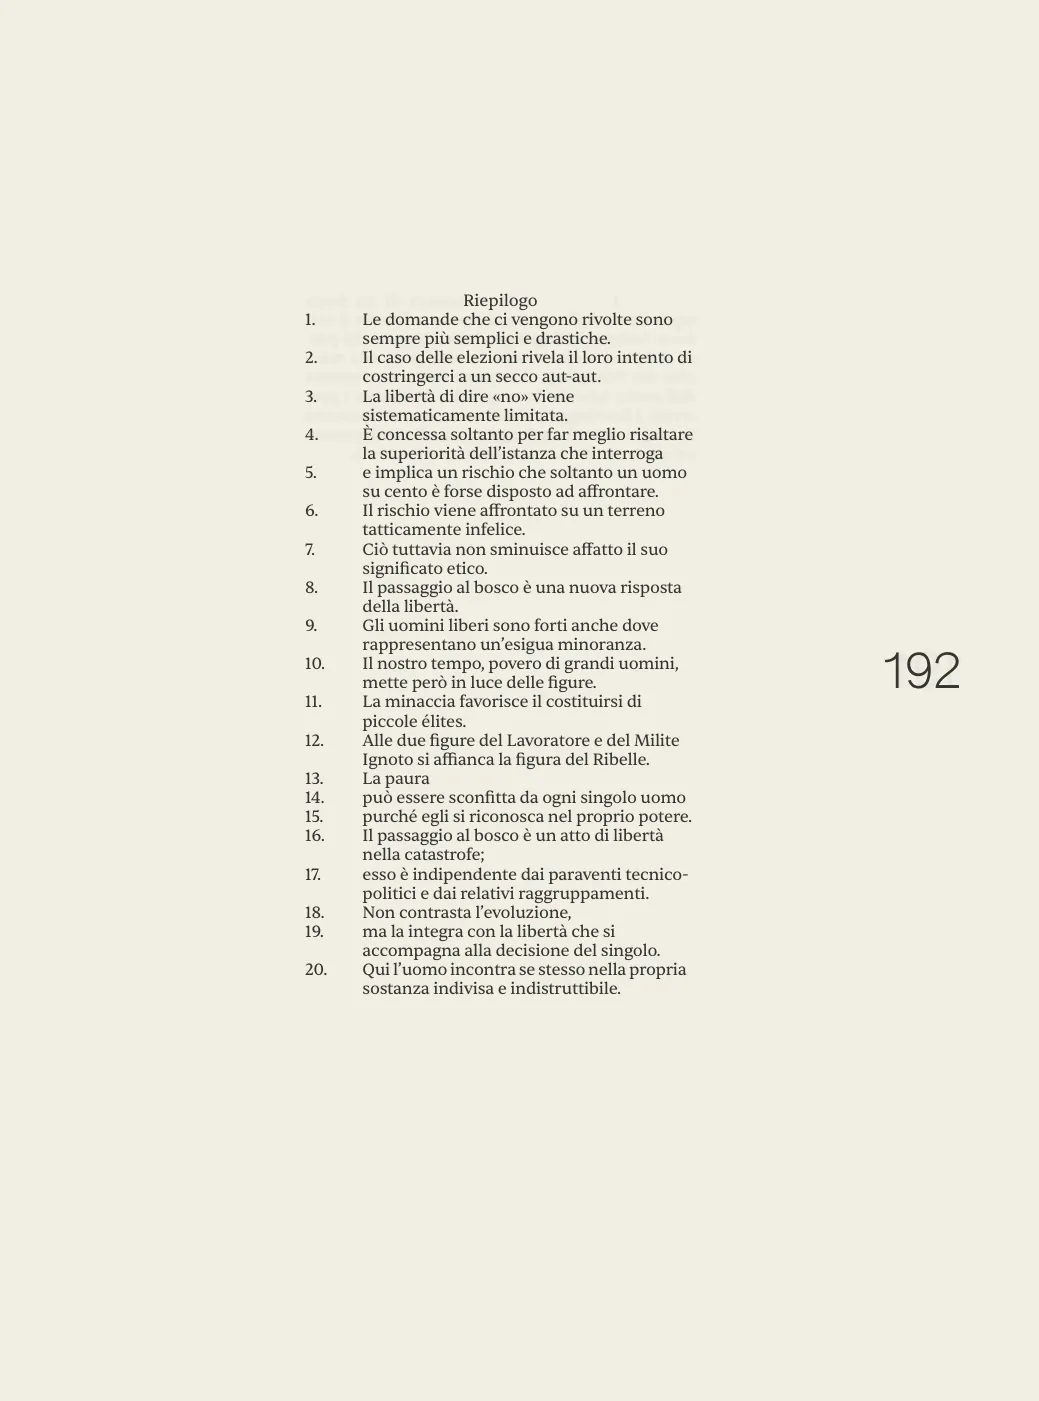 Riepilogo
1. Le domande che ci vengono rivolte sono
sempre più semplici e drastiche.
2. Il caso delle elezioni rivela il loro intento di
costringerci a un secco aut-aut.
3. La libertà di dire «no» viene
sistematicamente limitata.
4. È concessa soltanto per far meglio risaltare
la superiorità dell’istanza che interroga
5. e implica un rischio che soltanto un uomo
su cento è forse disposto ad affrontare.
6. Il rischio viene affrontato su un terreno
tatticamente infelice.
7. Ciò tuttavia non sminuisce affatto il suo
significato etico.
8. Il passaggio al bosco è una nuova risposta
della libertà.
9. Gli uomini liberi sono forti anche dove
rappresentano un’esigua minoranza.
10. Il nostro tempo, povero di grandi uomini,
mette però in luce delle figure.
11. La minaccia favorisce il costituirsi di
piccole élites.
12. Alle due figure del Lavoratore e del Milite
Ignoto si affianca la figura del Ribelle.
13. La paura
14. può essere sconfitta da ogni singolo uomo
15. purché egli si riconosca nel proprio potere.
16. Il passaggio al bosco è un atto di libertà
nella catastrofe;
17. esso è indipendente dai paraventi tecnico-
politici e dai relativi raggruppamenti.
18. Non contrasta l’evoluzione,
19. ma la integra con la libertà che si
accompagna alla decisione del singolo.
20. Qui l’uomo incontra se stesso nella propria
sostanza indivisa e indistruttibile.
192